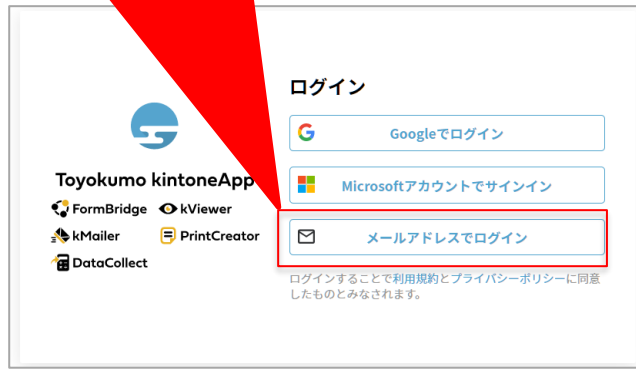 ログイン
Googleでログイン
Microsoftアカウントでサインイン
メールアドレスでログイン
ログインすることで利用規約とプライバシーポリシーに同意
したものとみなされます。
Toyokumo kintoneApp
FormBridge kViewer
kMailer PrintCreator
DataCollect